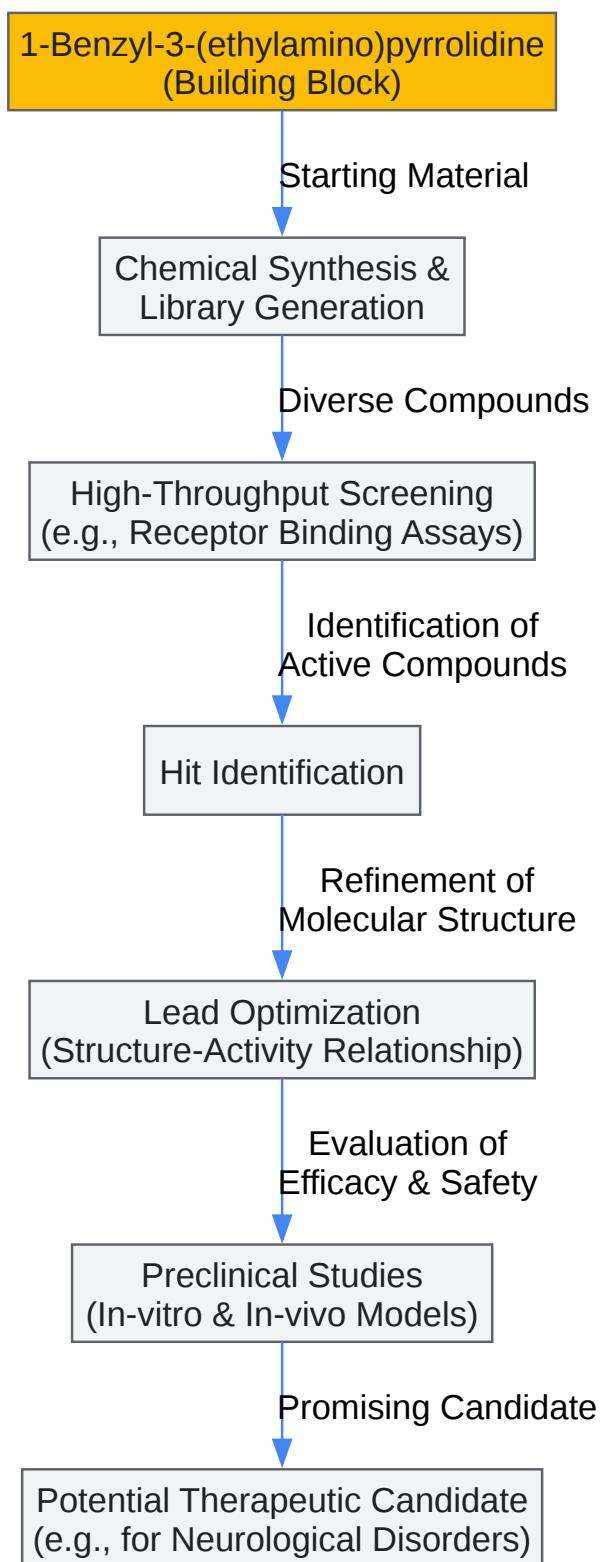 1-Benzyl-3-(ethylamino)pyrrolidine
(Building Block)
Starting Material
Chemical Synthesis &
Library Generation
Diverse Compounds
High-Throughput Screening
(e.g., Receptor Binding Assays)
Identification of
Active Compounds
Hit Identification
Refinement of
Molecular Structure
Lead Optimization
(Structure-Activity Relationship)
Evaluation of
Efficacy & Safety
Preclinical Studies
(In-vitro & In-vivo Models)
Promising Candidate
Potential Therapeutic Candidate
(e.g., for Neurological Disorders)